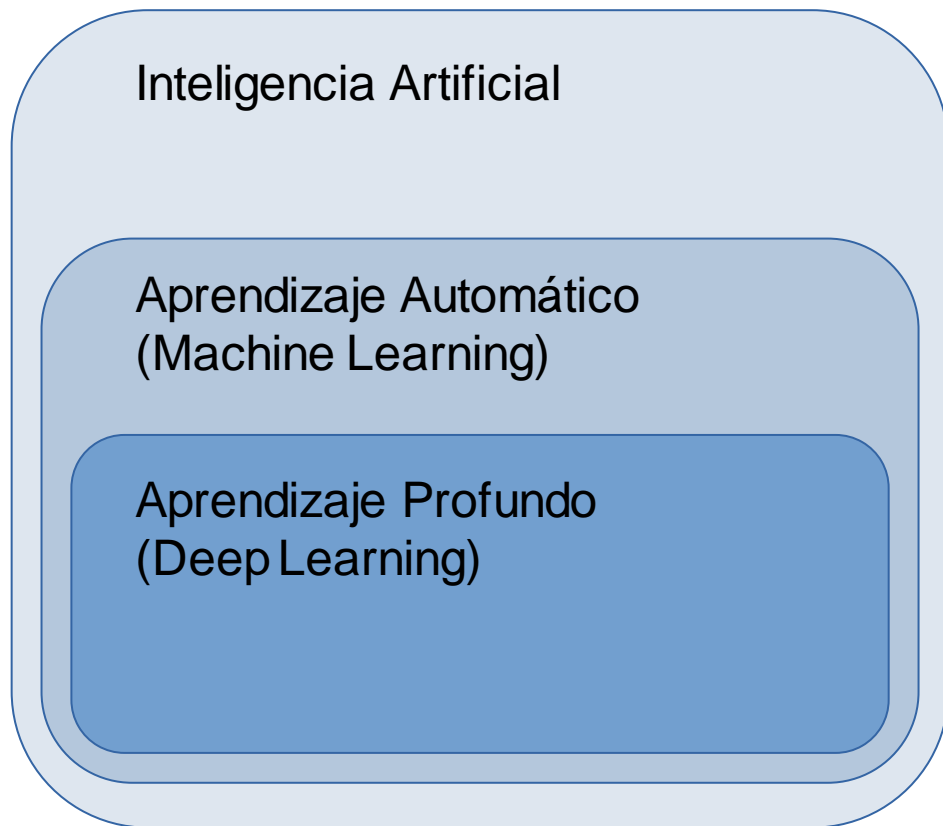 Inteligencia Artificial
Aprendizaje Automático
(Machine Learning)
Aprendizaje Profundo
(Deep Learning)